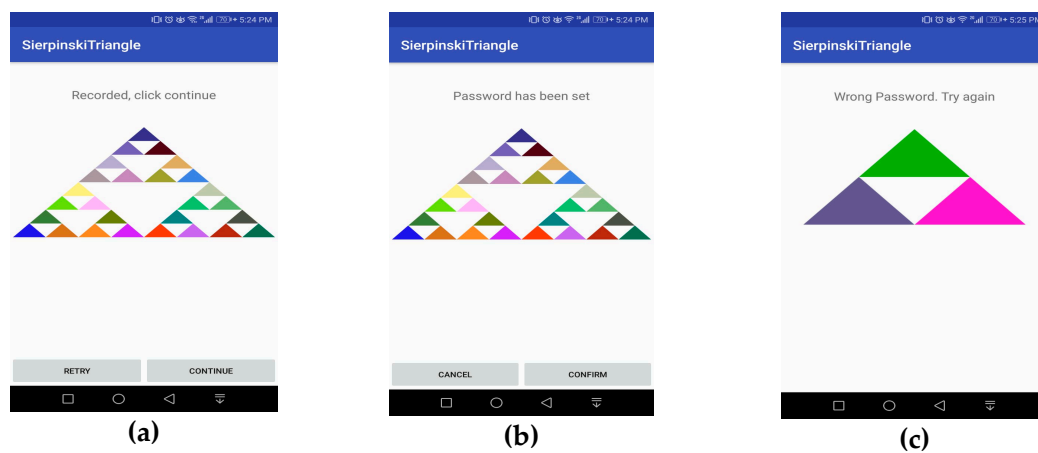 5:24 PM
SierpinskiTriangle
Recorded, click continue
RETRY CONTINUE
(a)
5:24 PM
SierpinskiTriangle
Password has been set
CANCEL CONFIRM
(b)
5:25 PM
SierpinskiTriangle
Wrong Password. Try again
(c)